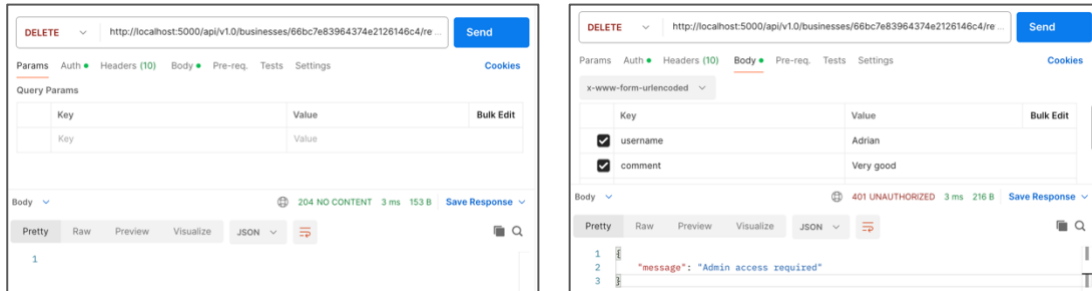 DELETE http://localhost:5000/api/v1.0/businesses/66bc7e83964374e2126146c4/re ... Send
Params Auth Headers (10) Body Pre-req. Tests Settings Cookies
Query Params
Key Value Bulk Edit
Key Value
Body 204 NO CONTENT 3 ms 153 B Save Response
Pretty Raw Preview Visualize JSON
1
DELETE http://localhost:5000/api/v1.0/businesses/66bc7e83964374e2126146c4/re ... Send
Params Auth Headers (10) Body Pre-req. Tests Settings Cookies
x-www-form-urlencoded
Key Value Bulk Edit
username Adrian
comment Very good
Body 401 UNAUTHORIZED 3 ms 216 B Save Response
Pretty Raw Preview Visualize JSON
1 {
2 "message": "Admin access required"
3 }